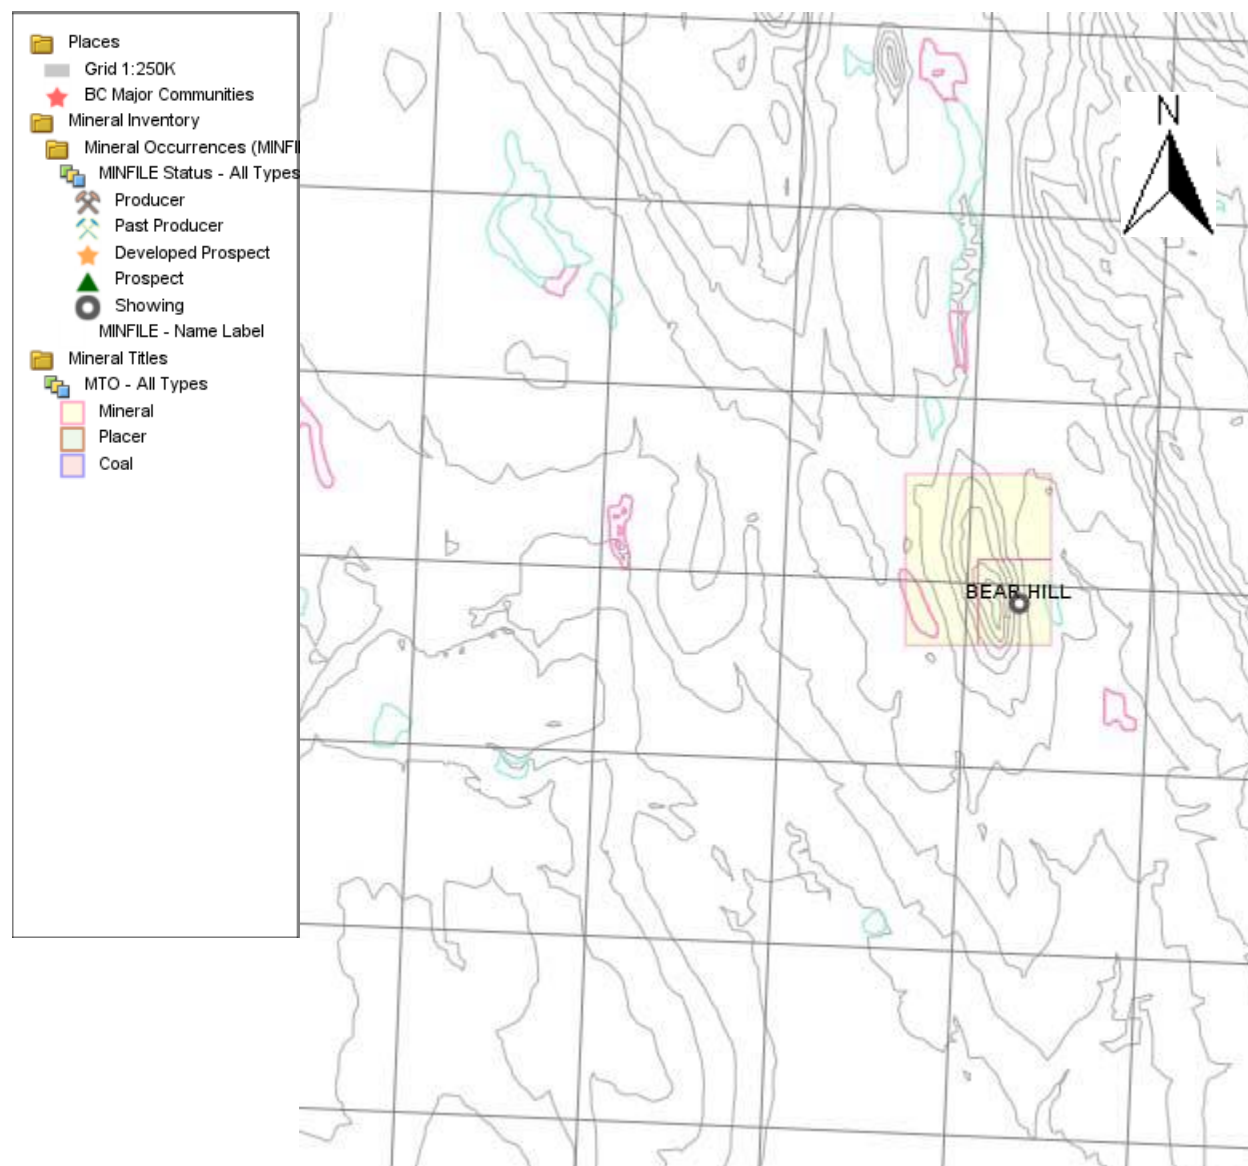 Places
Grid 1:250K
BC Major Communities
Mineral Inventory
Mineral Occurrences (MINFI
MINFILE Status - All Types
Producer
Past Producer
Developed Prospect
Prospect
Showing
MINFILE - Name Label
Mineral Titles
MTO - All Types
Mineral
Placer
Coal
N
BEAR HILL